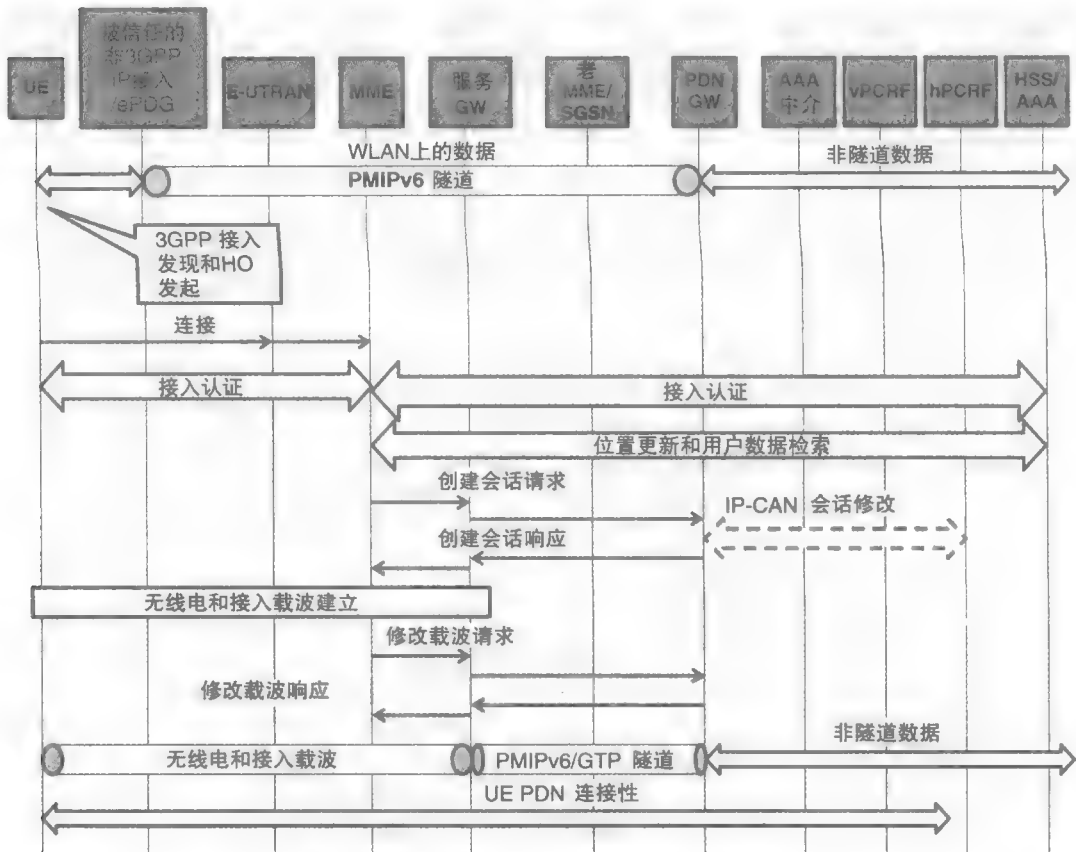 UE
被信任的
非3GPP
IP接入
/ePDG
E-UTRAN
MME
服务
GW
老
MME/
SGSN
PDN
GW
AAA
中介
vPCRF
hPCRF
HSS/
AAA
WLAN上的数据
PMIPv6 隧道
非隧道数据
3GPP 接入
发现和HO
发起
连接
接入认证
接入认证
位置更新和用户数据检索
创建会话请求
IP-CAN 会话修改
创建会话响应
无线电和接入载波建立
修改载波请求
修改载波响应
无线电和接入载波
PMIPv6/GTP 隧道
非隧道数据
UE PDN 连接性